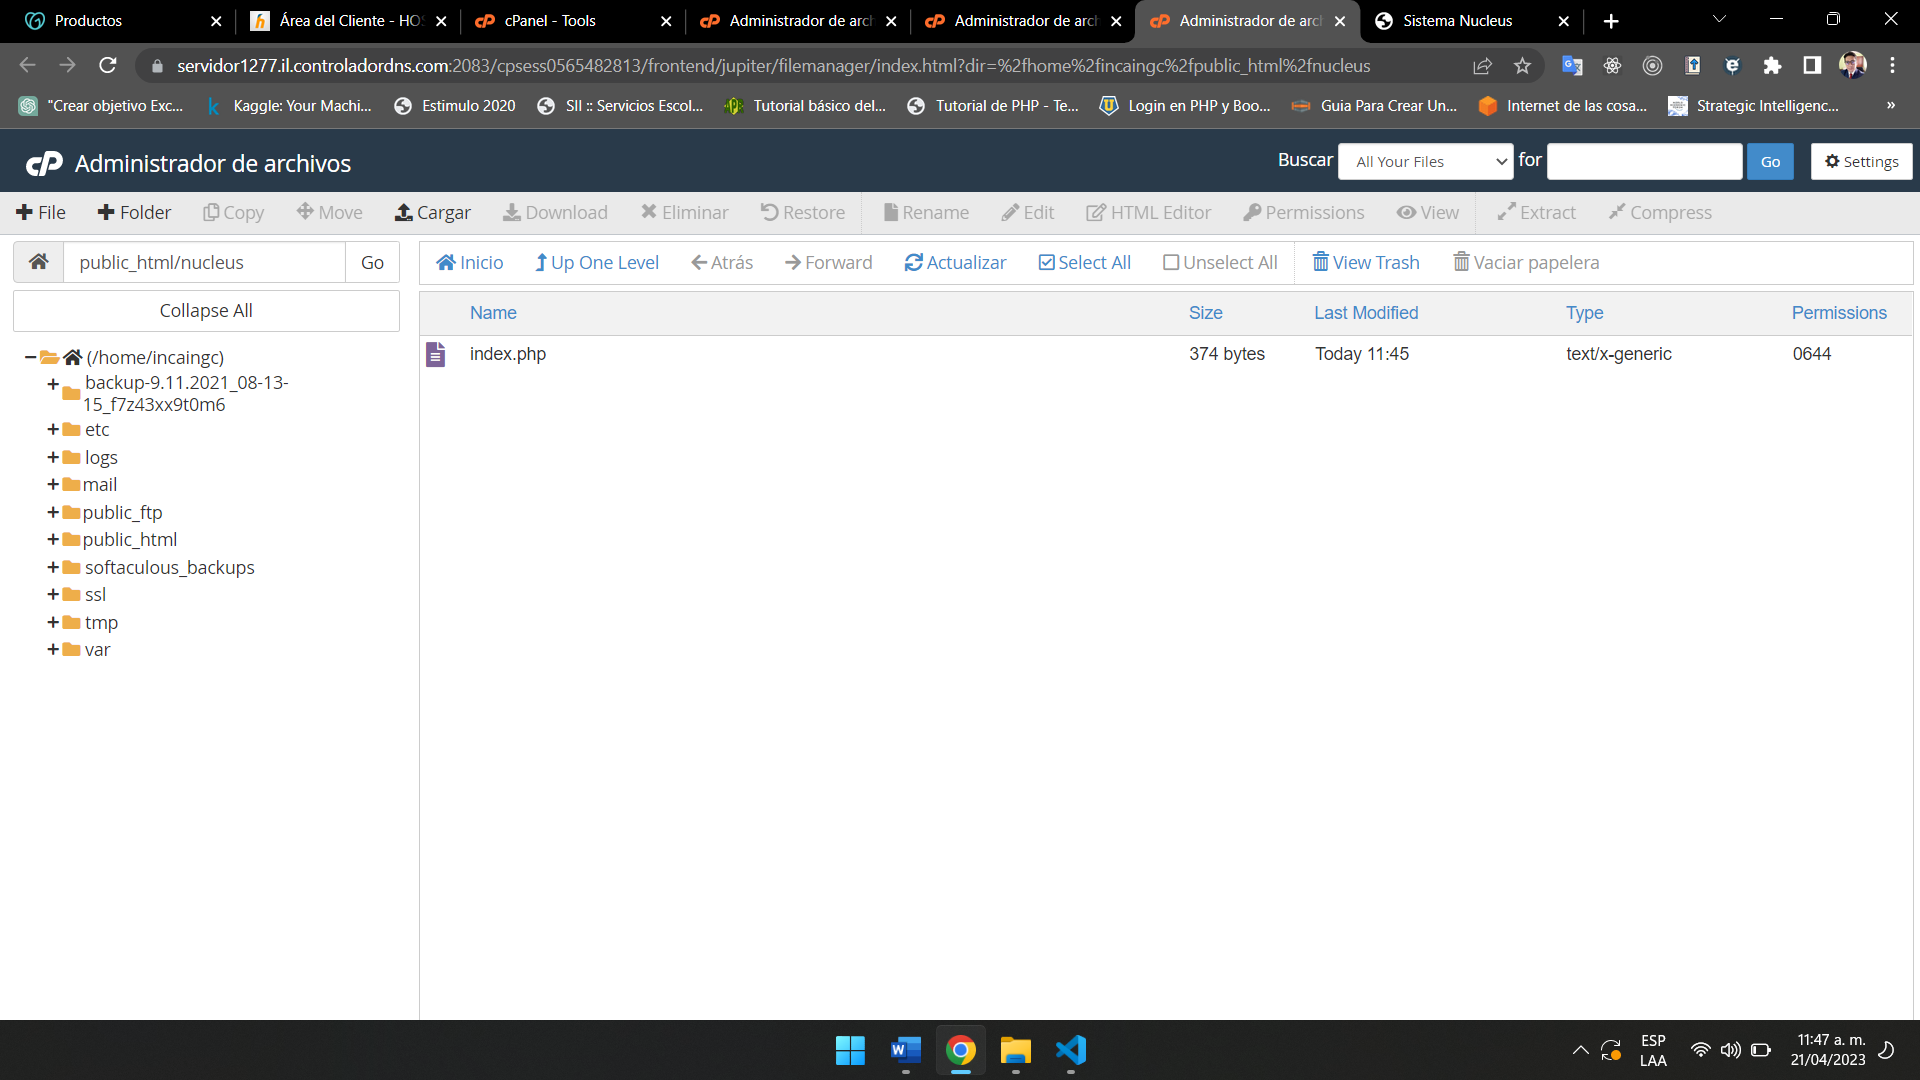 Productos
Área del Cliente - HOS
cPanel - Tools
Administrador de arch
Administrador de arch
Administrador de arch
Sistema Nucleus
servidor1277.il.controladordns.com:2083/cpsess0565482813/frontend/jupiter/filemanager/index.html?dir=%2fhome%2fincaingc%2fpublic_html%2fnucleus
"Crear objetivo Exc...
Kaggle: Your Machi...
Estimulo 2020
SII :: Servicios Escol...
Tutorial básico del...
Tutorial de PHP - Te...
Login en PHP y Boo...
Guia Para Crear Un...
Internet de las cosa...
Strategic Intelligenc...
»
cP Administrador de archivos
Buscar All Your Files for Go Settings
File Folder Copy Move Cargar Download Eliminar Restore Rename Edit HTML Editor Permissions View Extract Compress
public_html/nucleus Go
Inicio Up One Level Atrás Forward Actualizar Select All Unselect All View Trash Vaciar papelera
Collapse All
(/home/incaingc)
backup-9.11.2021_08-13-
15_f7z43xx9t0m6
etc
logs
mail
public_ftp
public_html
softaculous_backups
ssl
tmp
var
Name Size Last Modified Type Permissions
index.php 374 bytes Today 11:45 text/x-generic 0644
ESP
LAA
11:47 a. m.
21/04/2023